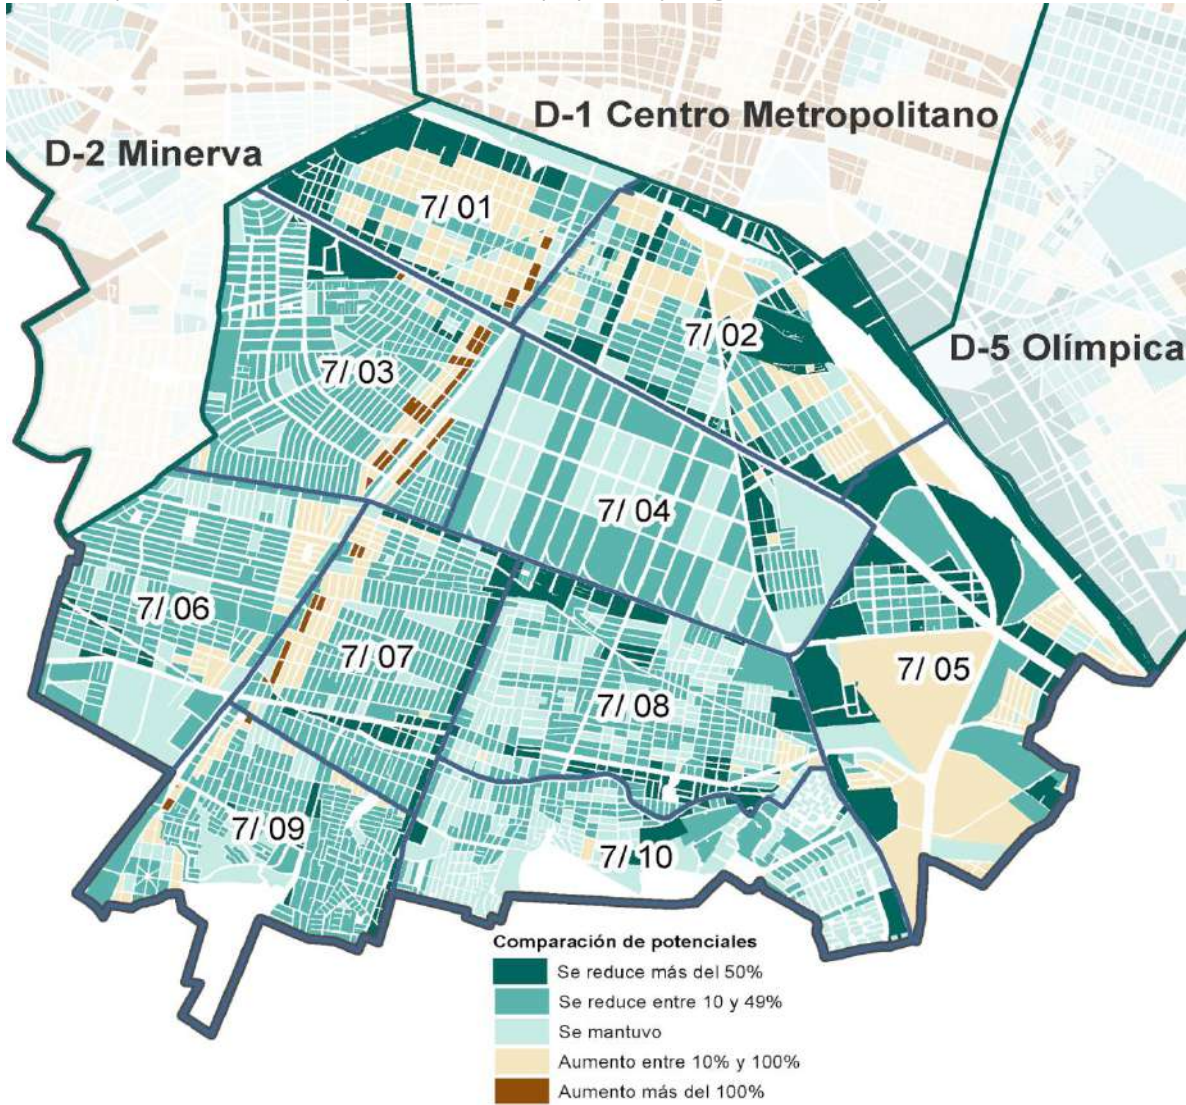 D-1 Centro Metropolitano
D-2 Minerva
7/ 01
7/ 02
D-5 Olímpica
7/ 03
7/ 04
7/ 06
7/ 07
7/ 05
7/ 08
7/ 09
7/ 10
Comparación de potenciales
Se reduce más del 50%
Se reduce entre 10 y 49%
Se mantuvo
Aumento entre 10% y 100%
Aumento más del 100%